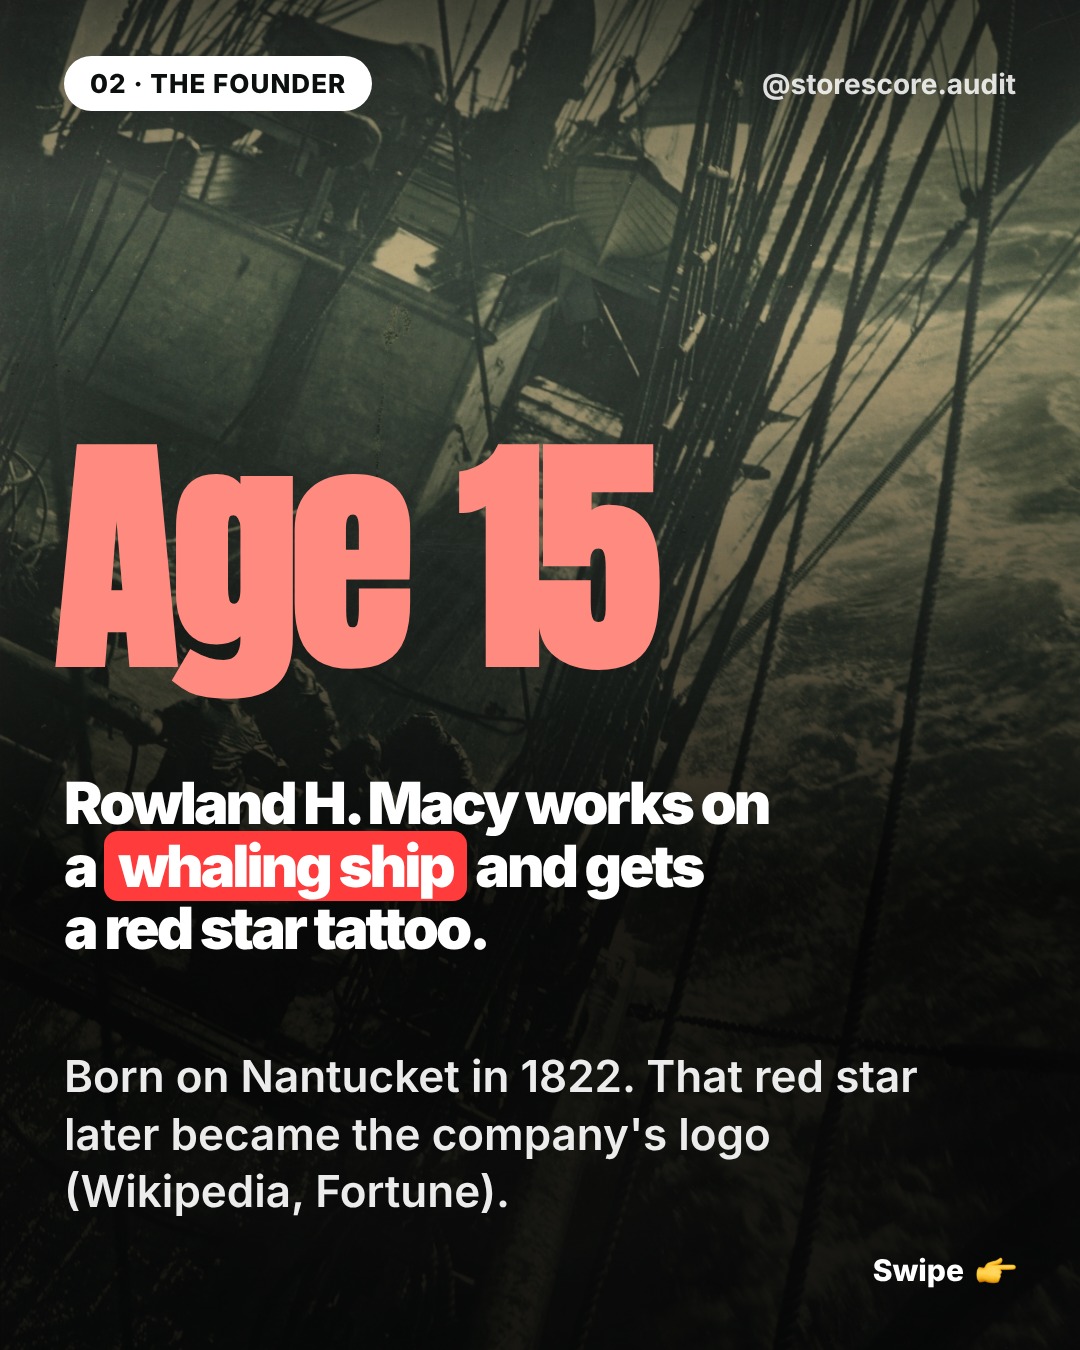 02 · THE FOUNDER
@storescore.audit
Age 15
Rowland H. Macy works on
a whaling ship and gets
a red star tattoo.
Born on Nantucket in 1822. That red star
later became the company's logo
(Wikipedia, Fortune).
Swipe 👉